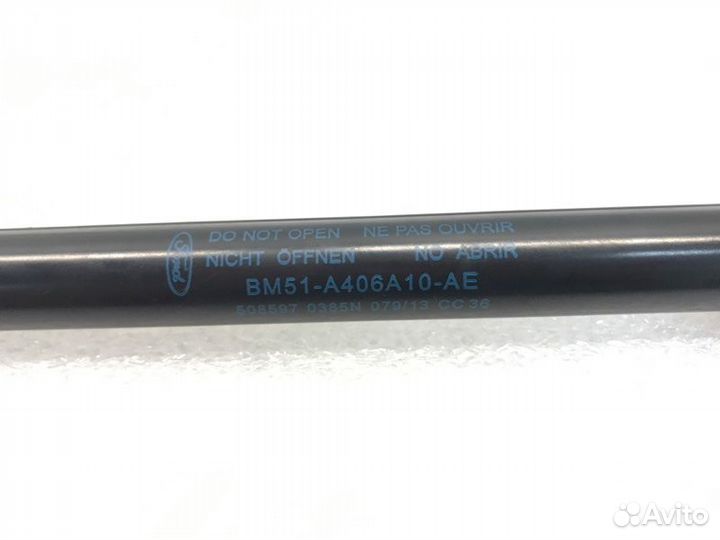 Ford
DO NOT OPEN NE PAS OUVRIR
NICHT ÖFFNEN NO ABRIR
BM51-A406A10-AE
508597 0385N 079/13 CC 36
Avito